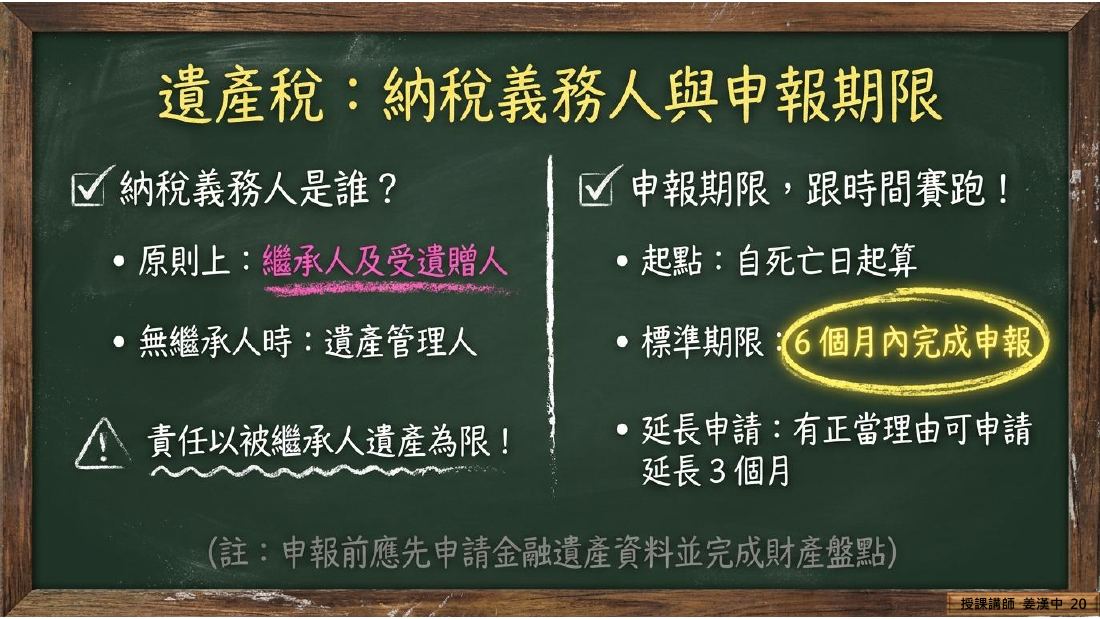 遺產稅：納稅義務人與申報期限
納稅義務人是誰？
• 原則上：繼承人及受遺贈人
• 無繼承人時：遺產管理人
責任以被繼承人遺產為限！
申報期限，跟時間賽跑！
• 起點：自死亡日起算
• 標準期限：6 個月內完成申報
• 延長申請：有正當理由可申請
延長 3 個月
(註：申報前應先申請金融遺產資料並完成財產盤點)
授課講師 姜漢中 20